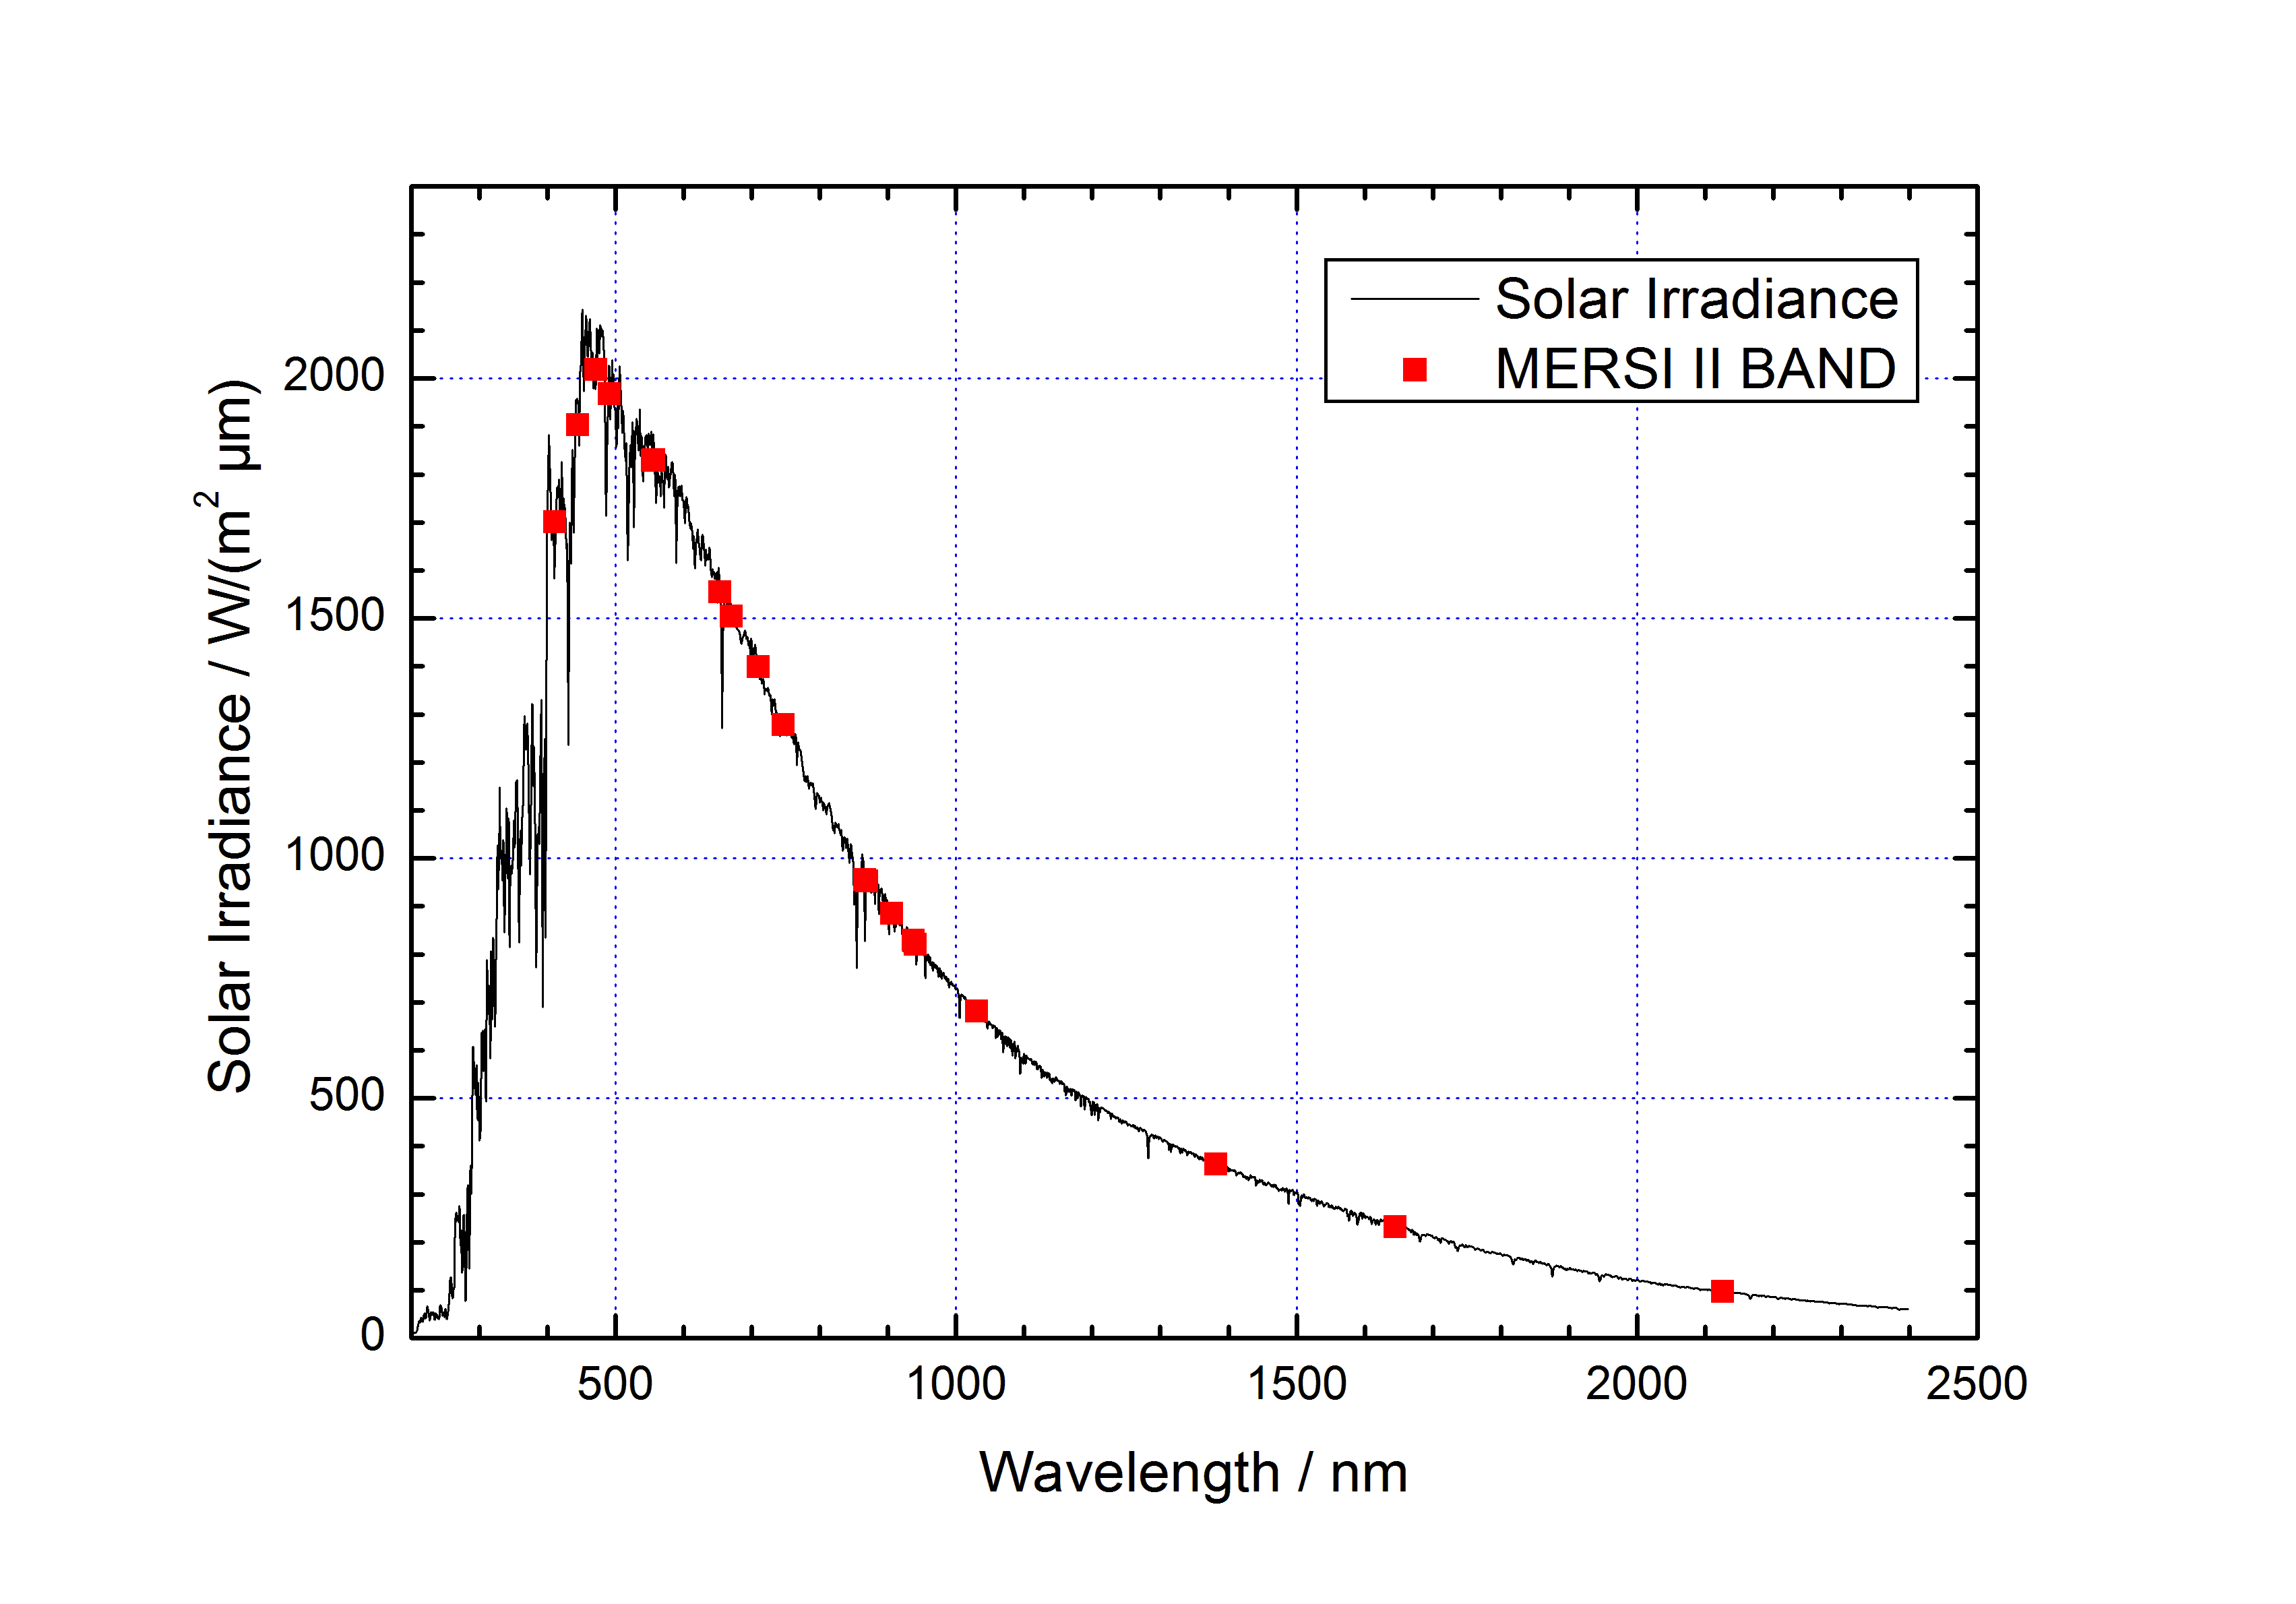 Solar Irradiance
MERSI II BAND
Solar Irradiance / W/(m² μm)
2000
1500
1000
500
0
500 1000 1500 2000 2500
Wavelength / nm